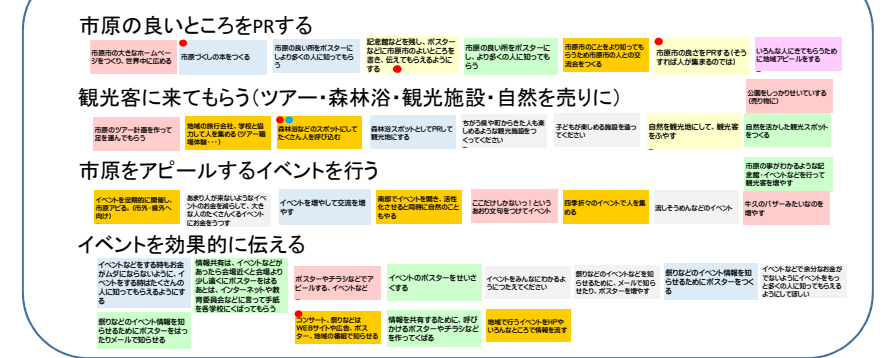 市原の良いところをPRする
市原市の大きなホームペー
ジをつくり、世界中に広める
市原づくしの本をつくる
市原の良い所をポスターに
しより多くの人に知ってもら
う
記念館などを残し、ポスター
などに市原市のよいところを
書き、伝えてもらえるように
する
市原の良い所をポスターに
し、より多くの人に知っても
らう
市原市のことをより知っても
らうため市原市の人との交
流会をつくる
市原市の良さをPRする(そう
すれば人が集まるのでは)
いろんな人にきてもらうため
に地域アピールをする
観光客に来てもらう(ツアー・森林浴・観光施設・自然を売りに)
公園をしっかりせいている
(売り物に)
市原のツアー計画を作って
足を運んでもらう
地域の旅行会社、学校と協
力して人を集める(ツアー職
場体験・・・)
森林浴などのスポットにして
たくさん人を呼び込む
森林浴スポットとしてPRして
観光地にする
ちがう県や町からきた人も楽
しめるような観光施設をつ
くってください
子どもが楽しめる施設を造っ
てください
自然を観光地にして、観光客
をふやす
自然を活かした観光スポット
をつくる
市原をアピールするイベントを行う
市原の事がわかるような記
念館・イベントなどを行って
観光客を増やす
イベントを定期的に開催し、
市原アピる。(市外・県外へ
向け)
あまり人が来ないようなイベ
ントのお金を減らして、大き
な人のたくさんくるイベント
にお金をうつす
イベントを増やして交流を増
やす
南部でイベントを開き、活性
化させると同時に自然のこと
もやる
ここだけしかないっ!という
あおり文句をつけてイベント
四季折々のイベントで人を集
める
流しそうめんなどのイベント
牛久のバザーみたいなのを
増やす
イベントを効果的に伝える
イベントなどをする時もお金
がムダにならないように、イ
ベントをする時はたくさんの
人に知ってもらえるようにす
る
情報共有は、イベントなどが
あったら会場近くと会場より
少し遠くにポスターをはる
あとは、インターネットや教
育委員会などに言って手紙
を各学校にくばってもらう
ポスターやチラシなどでア
ピールする、イベントなど
イベントのポスターをせいさ
くする
イベントをみんなにわかるよ
うにつたえてください
祭りなどのイベントなどを知
らせるために、メールで知ら
せたり、ポスターを増やす
祭りなどのイベント情報を知
らせるためにポスターをつく
る
イベントなどで余分なお金が
でないようにイベントをもっ
と多くの人に知ってもらえる
ようにしてほしい
祭りなどのイベント情報を知
らせるためにポスターをはっ
たりメールで知らせる
コンサート、祭りなどは
WEBサイトや広告、ポス
ター、地域の番組で知らせる
情報を共有するために、呼び
かけるポスターやチラシなど
を作ってくばる
地域で行うイベントをHPや
いろんなところで情報を流す